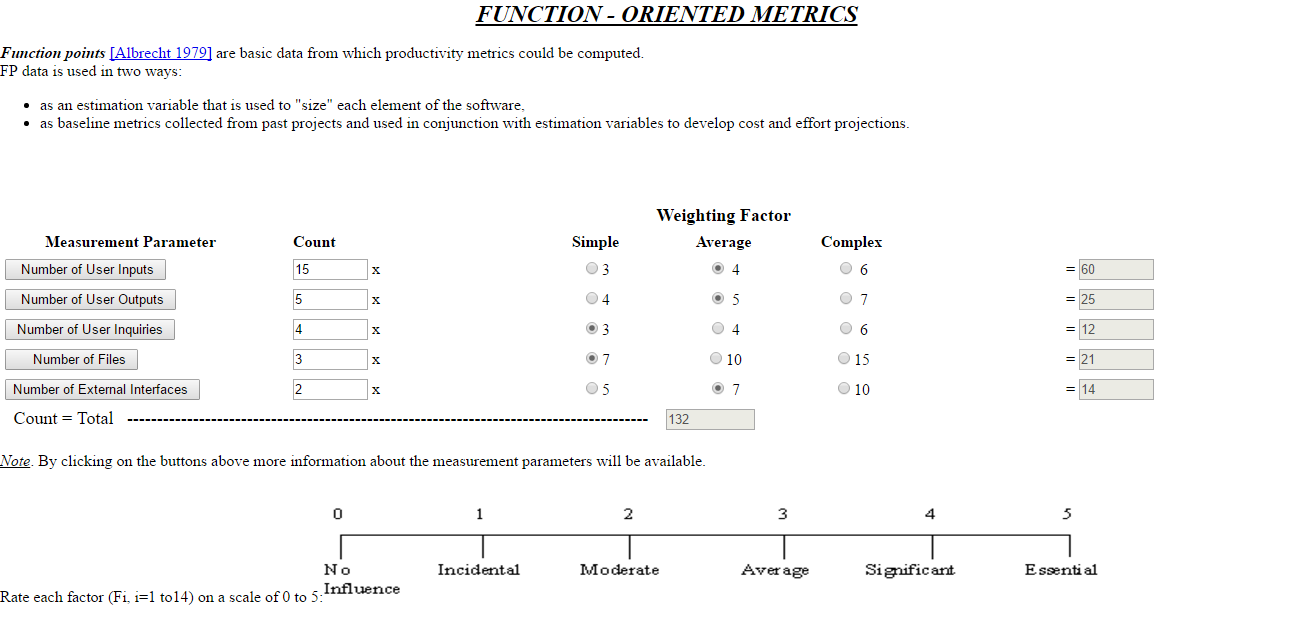 FUNCTION - ORIENTED METRICS
Function points [Albrecht 1979] are basic data from which productivity metrics could be computed.
FP data is used in two ways:
• as an estimation variable that is used to "size" each element of the software,
• as baseline metrics collected from past projects and used in conjunction with estimation variables to develop cost and effort projections.
Weighting Factor
Measurement Parameter Count Simple Average Complex
Number of User Inputs 15 x 3 4 6 = 60
Number of User Outputs 5 x 4 5 7 = 25
Number of User Inquiries 4 x 3 4 6 = 12
Number of Files 3 x 7 10 15 = 21
Number of External Interfaces 2 x 5 7 10 = 14
Count = Total ---------------------------------------------------------------------------------------- 132
Note. By clicking on the buttons above more information about the measurement parameters will be available.
0 1 2 3 4 5
No Influence Incidental Moderate Average Significant Essential
Rate each factor (Fi, i=1 to14) on a scale of 0 to 5: